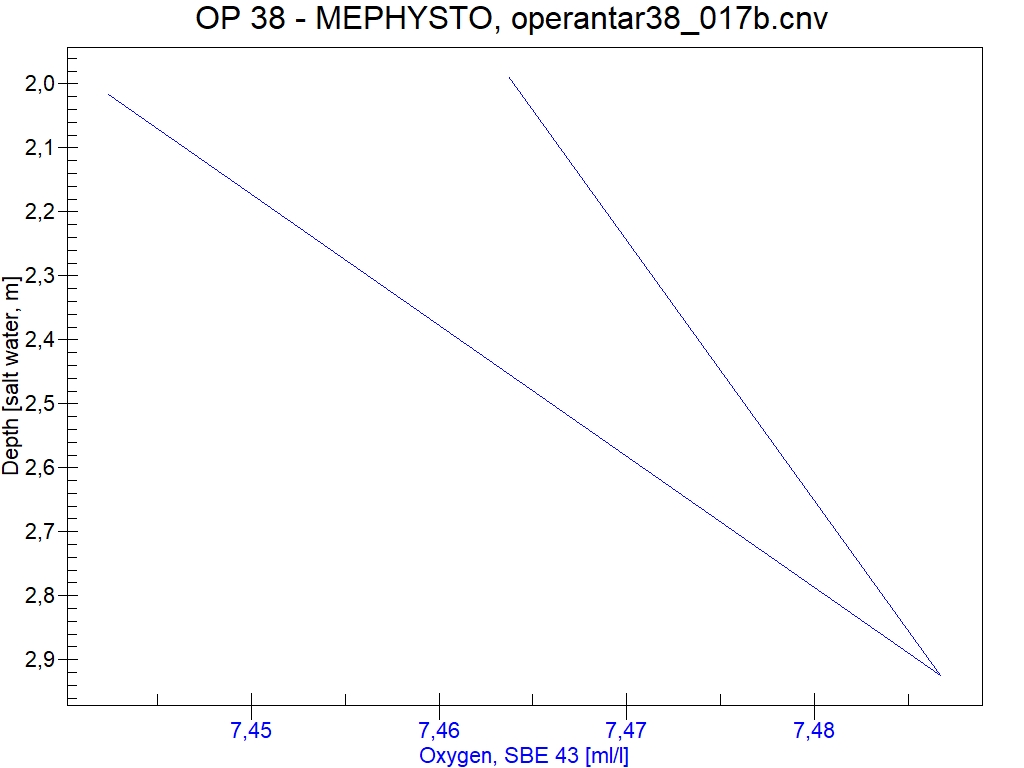 OP 38 - MEPHYSTO, operantar38_017b.cnv
Depth [salt water, m]
2,0
2,1
2,2
2,3
2,4
2,5
2,6
2,7
2,8
2,9
7,45 7,46 7,47 7,48
Oxygen, SBE 43 [ml/l]